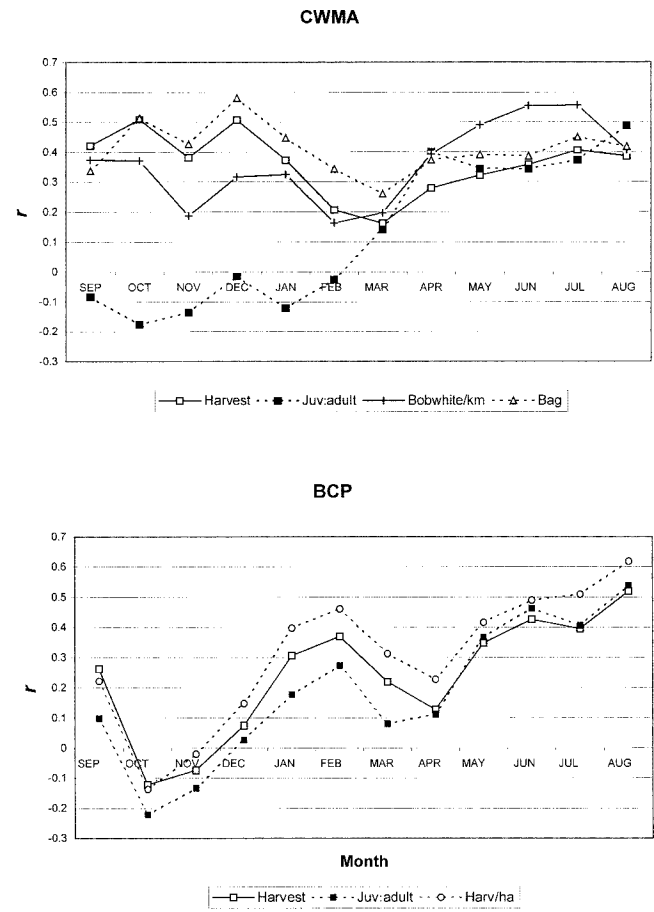 CWMA
0.7
0.6
0.5
0.4
0.3
0.2
0.1
0
-0.1
-0.2
-0.3
r
SEP OCT NOV DEC JAN FEB MAR APR MAY JUN JUL AUG
Harvest Juv:adult Bobwhite/km Bag
BCP
0.7
0.6
0.5
0.4
0.3
0.2
0.1
0
-0.1
-0.2
-0.3
r
SEP OCT NOV DEC JAN FEB MAR APR MAY JUN JUL AUG
Month
Harvest Juv:adult Harv/ha